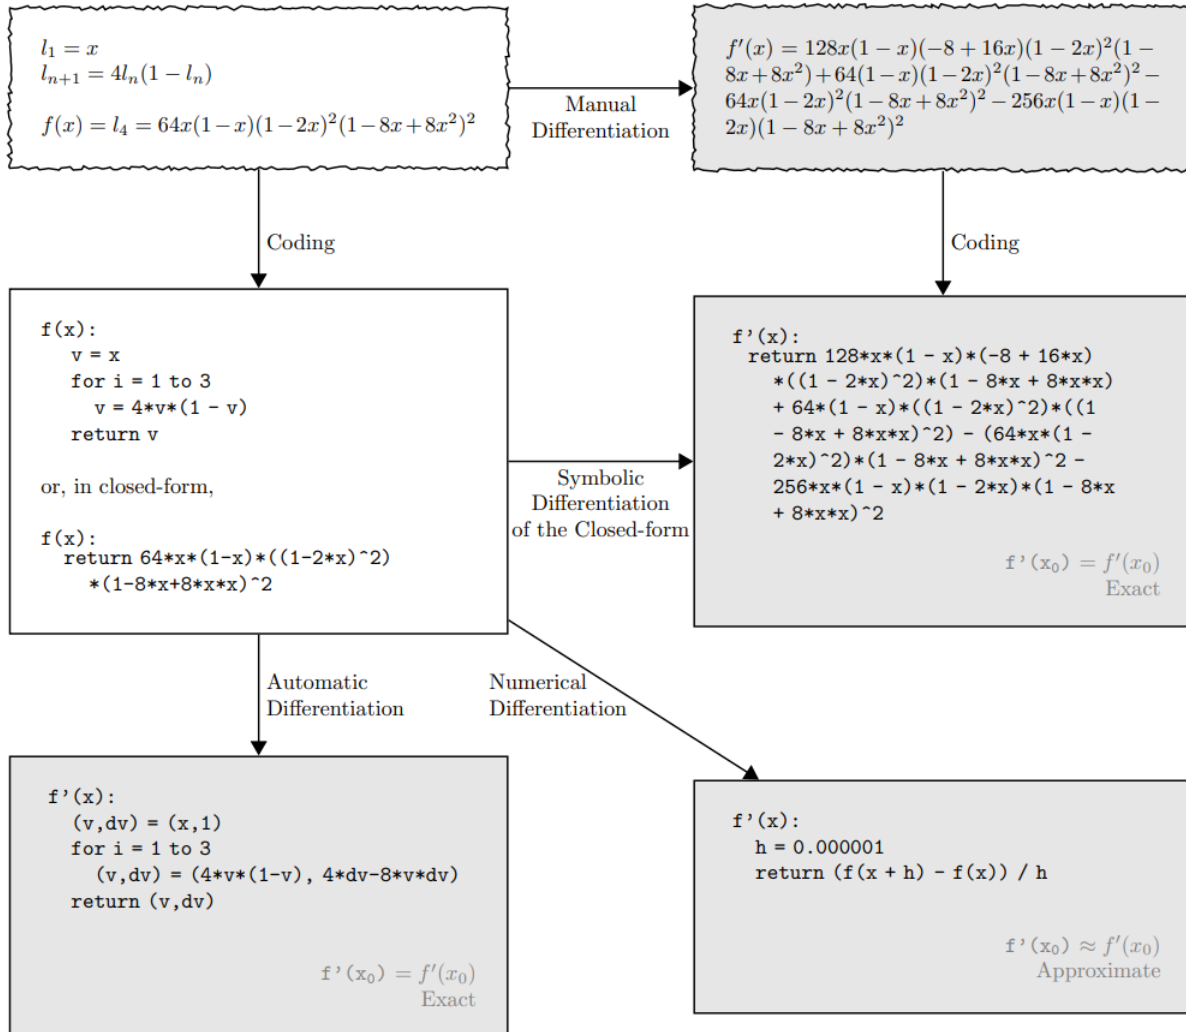 l₁ = x
lₙ₊₁ = 4lₙ(1 − lₙ)
f(x) = l₄ = 64x(1−x)(1−2x)²(1−8x+8x²)²
Manual
Differentiation
f′(x) = 128x(1 − x)(−8 + 16x)(1 − 2x)²(1 −
8x+8x²)+64(1−x)(1−2x)²(1−8x+8x²)²−
64x(1−2x)²(1−8x+8x²)²−256x(1−x)(1−
2x)(1 − 8x + 8x²)²
Coding
Coding
f(x):
v = x
for i = 1 to 3
v = 4*v*(1 - v)
return v
or, in closed-form,
f(x):
return 64*x*(1-x)*((1-2*x)^2)
*(1-8*x+8*x*x)^2
Symbolic
Differentiation
of the Closed-form
f'(x):
return 128*x*(1 - x)*(-8 + 16*x)
*((1 - 2*x)^2)*(1 - 8*x + 8*x*x)
+ 64*(1 - x)*((1 - 2*x)^2)*((1
- 8*x + 8*x*x)^2) - (64*x*(1 -
2*x)^2)*(1 - 8*x + 8*x*x)^2 -
256*x*(1 - x)*(1 - 2*x)*(1 - 8*x
+ 8*x*x)^2
f'(x₀) = f′(x₀)
Exact
Automatic
Differentiation
Numerical
Differentiation
f'(x):
(v,dv) = (x,1)
for i = 1 to 3
(v,dv) = (4*v*(1-v), 4*dv-8*v*dv)
return (v,dv)
f'(x₀) = f′(x₀)
Exact
f'(x):
h = 0.000001
return (f(x + h) - f(x)) / h
f'(x₀) ≈ f′(x₀)
Approximate